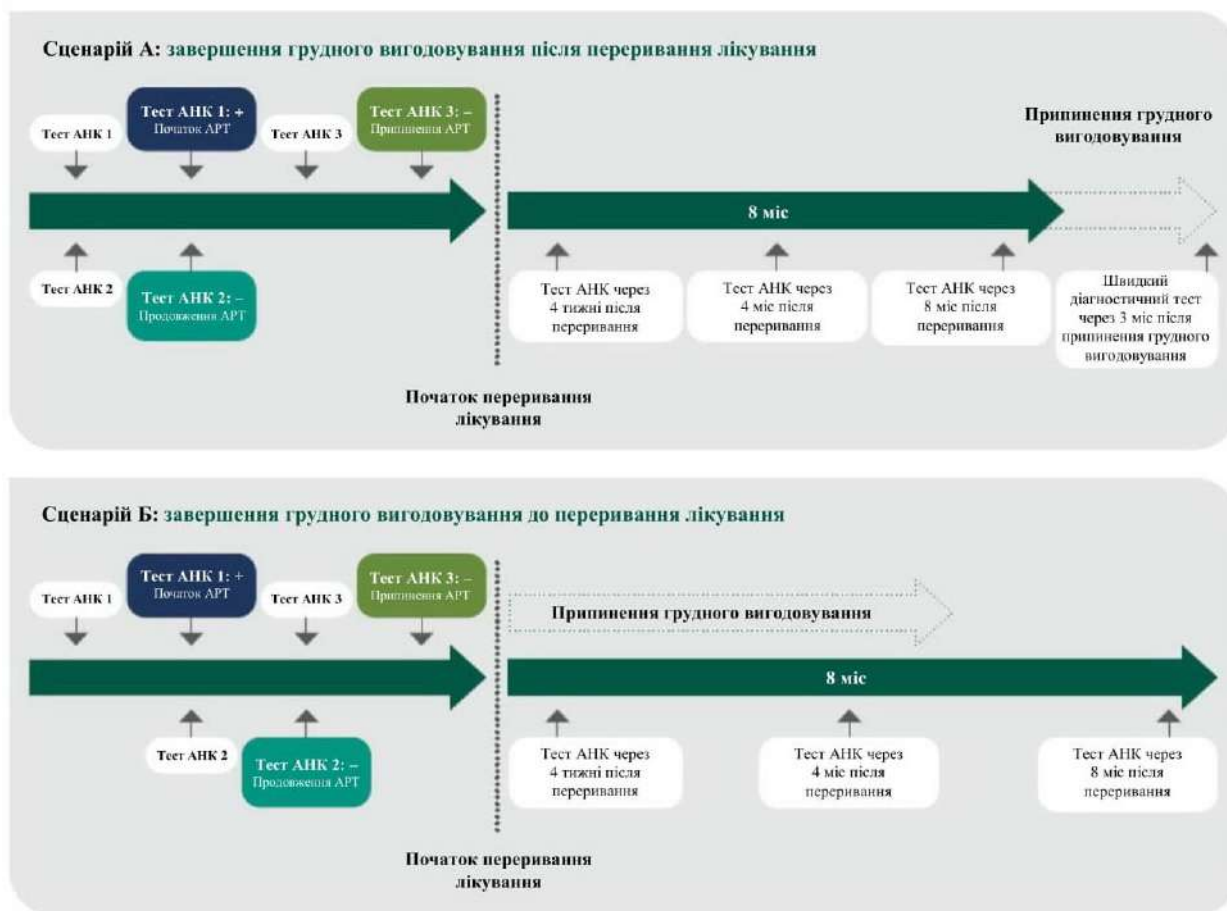 Сценарій А: завершення грудного вигодовування після переривання лікування
Тест АНК 1
Тест АНК 1: +
Початок АРТ
Тест АНК 3
Тест АНК 3: –
Припинення АРТ
Припинення грудного
вигодовування
8 міс
Тест АНК 2
Тест АНК 2: –
Продовження АРТ
Тест АНК через
4 тижні після
переривання
Тест АНК через
4 міс після
переривання
Тест АНК через
8 міс після
переривання
Швидкий
діагностичний тест
через 3 міс після
припинення грудного
вигодовування
Початок переривання
лікування
Сценарій Б: завершення грудного вигодовування до переривання лікування
Тест АНК 1
Тест АНК 1: +
Початок АРТ
Тест АНК 3
Тест АНК 3: –
Припинення АРТ
Припинення грудного вигодовування
8 міс
Тест АНК 2
Тест АНК 2: –
Продовження АРТ
Тест АНК через
4 тижні після
переривання
Тест АНК через
4 міс після
переривання
Тест АНК через
8 міс після
переривання
Початок переривання
лікування